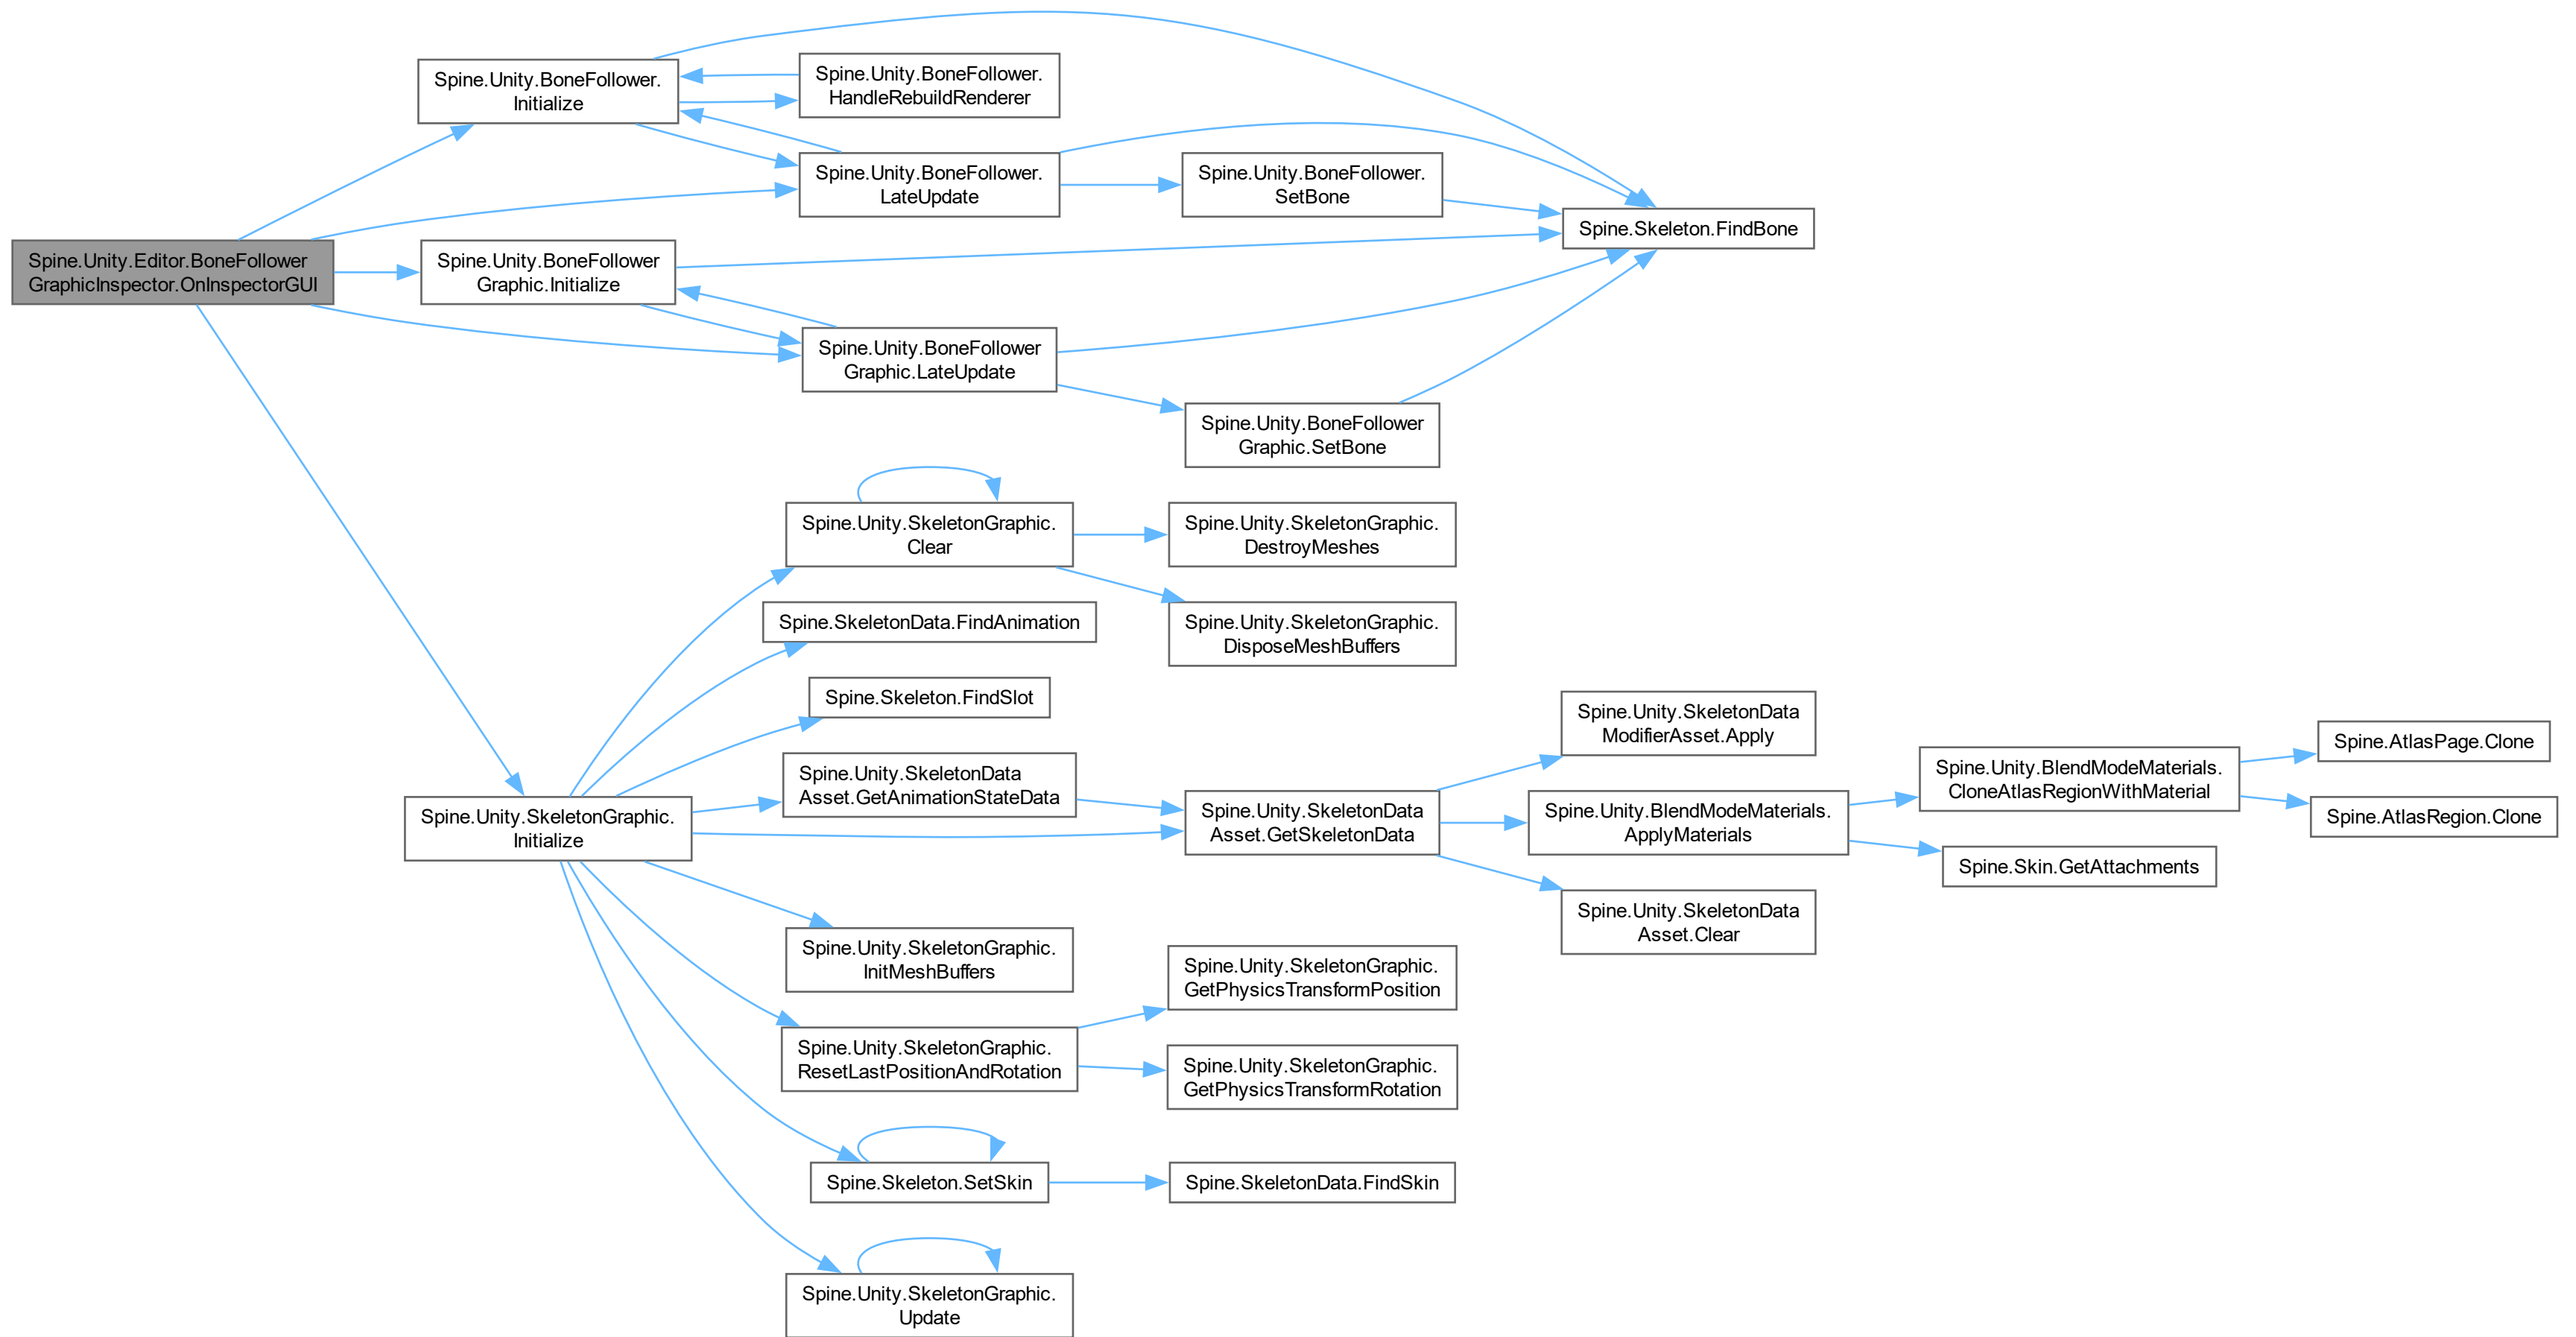 Spine.Unity.Editor.BoneFollower
GraphicInspector.OnInspectorGUI
Spine.Unity.BoneFollower.
Initialize
Spine.Unity.BoneFollower.
HandleRebuildRenderer
Spine.Unity.BoneFollower.
LateUpdate
Spine.Unity.BoneFollower.
SetBone
Spine.Skeleton.FindBone
Spine.Unity.BoneFollower
Graphic.Initialize
Spine.Unity.BoneFollower
Graphic.LateUpdate
Spine.Unity.BoneFollower
Graphic.SetBone
Spine.Unity.SkeletonGraphic.
Initialize
Spine.Unity.SkeletonGraphic.
Clear
Spine.Unity.SkeletonGraphic.
DestroyMeshes
Spine.Unity.SkeletonGraphic.
DisposeMeshBuffers
Spine.SkeletonData.FindAnimation
Spine.Skeleton.FindSlot
Spine.Unity.SkeletonData
Asset.GetAnimationStateData
Spine.Unity.SkeletonData
Asset.GetSkeletonData
Spine.Unity.SkeletonData
ModifierAsset.Apply
Spine.Unity.BlendModeMaterials.
ApplyMaterials
Spine.Unity.BlendModeMaterials.
CloneAtlasRegionWithMaterial
Spine.AtlasPage.Clone
Spine.AtlasRegion.Clone
Spine.Skin.GetAttachments
Spine.Unity.SkeletonData
Asset.Clear
Spine.Unity.SkeletonGraphic.
InitMeshBuffers
Spine.Unity.SkeletonGraphic.
ResetLastPositionAndRotation
Spine.Unity.SkeletonGraphic.
GetPhysicsTransformPosition
Spine.Unity.SkeletonGraphic.
GetPhysicsTransformRotation
Spine.Skeleton.SetSkin
Spine.SkeletonData.FindSkin
Spine.Unity.SkeletonGraphic.
Update